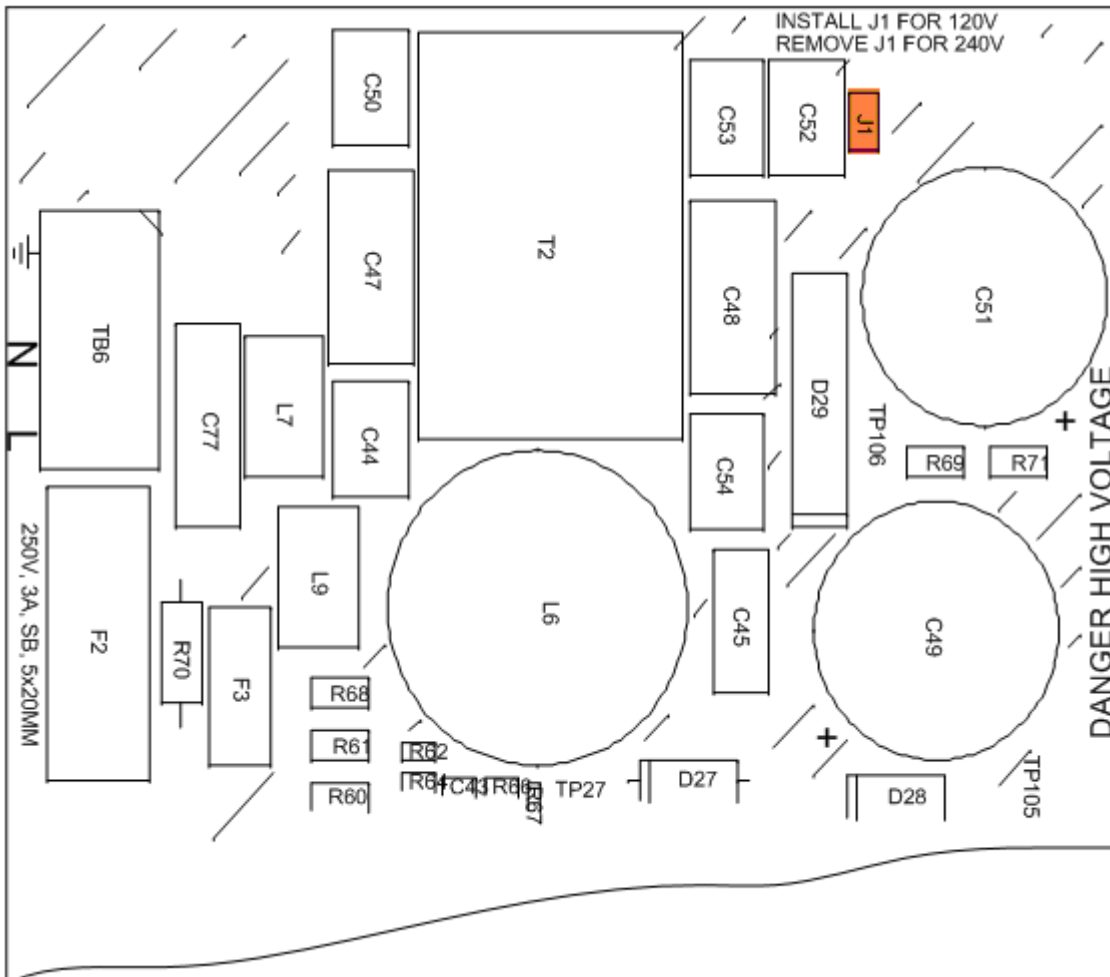 INSTALL J1 FOR 120V
REMOVE J1 FOR 240V
C50
C53
C52
J1
T2
C47
C48
C51
TB6
N
L
C77
L7
C44
D29
TP106
C54
R69
R71
DANGER HIGH VOLTAGE
+
250V, 3A, SB, 5x20MM
F2
R70
F3
L9
L6
C45
C49
+
R68
R61
R60
R62
R64
C43
R66
R67
TP27
D27
D28
TP105